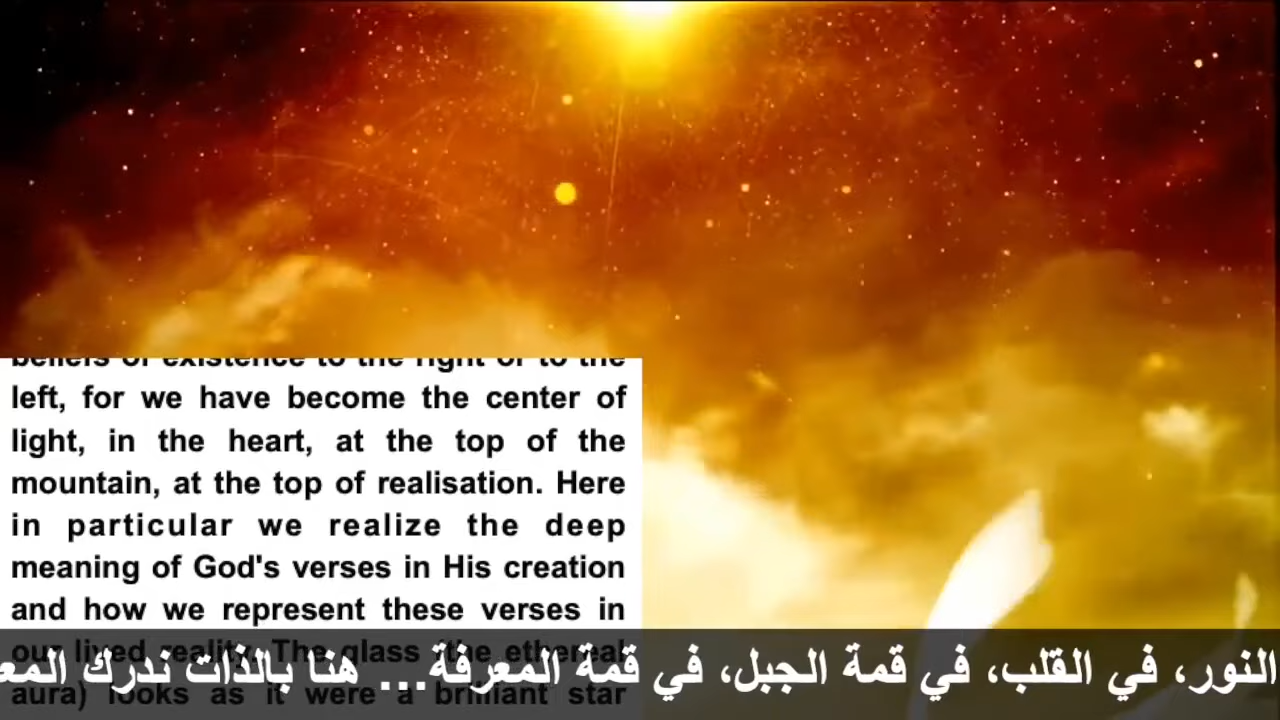 beliefs of existence to the right or to the
left, for we have become the center of
light, in the heart, at the top of the
mountain, at the top of realisation. Here
in particular we realize the deep
meaning of God's verses in His creation
and how we represent these verses in
our lived reality. The glass (the ethereal
aura) looks as it were a brilliant star
النور، في القلب، في قمة الجبل، في قمة المعرفة... هنا بالذات ندرك